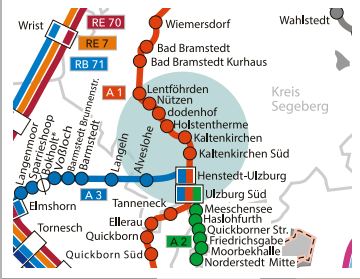 Wiemersdorf
Wahlstedt
Wrist
RE 70
RE 7
RB 71
Bad Bramstedt
Bad Bramstedt Kurhaus
A 1
Lentföhrden
Nützen
dodenhof
Holstentherme
Kaltenkirchen
Kaltenkirchen Süd
Kreis
Segeberg
Langenmoor
Sparrieshoop
Bokholt*
Voßloch
Barmstedt Brunnenstr.
Barmstedt
Langeln
Alveslohe
Henstedt-Ulzburg
A 3
Ulzburg Süd
Elmshorn
Tanneck
Meeschensee
Haslohfurth
Ellerau
Quickborner Str.
Tornesch
Quickborn
A 2
Friedrichsgabe
Moorbekhalle
Quickborn Süd
Norderstedt Mitte